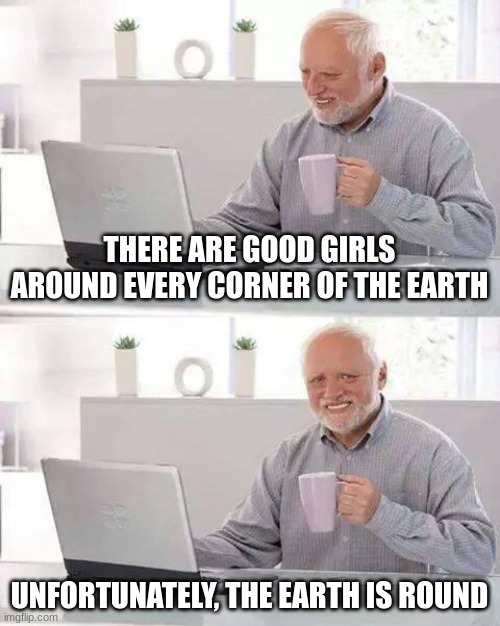 THERE ARE GOOD GIRLS
AROUND EVERY CORNER OF THE EARTH
UNFORTUNATELY, THE EARTH IS ROUND
imgflip.com